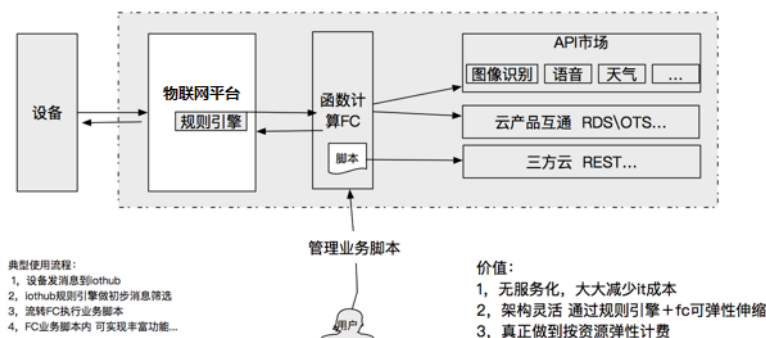 API市场
图像识别 语音 天气 ...
物联网平台
规则引擎
函数计
算FC
设备
云产品互通 RDS\OTS...
脚本
三方云 REST...
管理业务脚本
典型使用流程：
1，设备发消息到iothub
2，iothub规则引擎做初步消息筛选
3，流转FC执行业务脚本
4，FC业务脚本内 可实现丰富功能...
用户
价值：
1，无服务化，大大减少it成本
2，架构灵活 通过规则引擎＋fc可弹性伸缩
3，真正做到按资源弹性计费